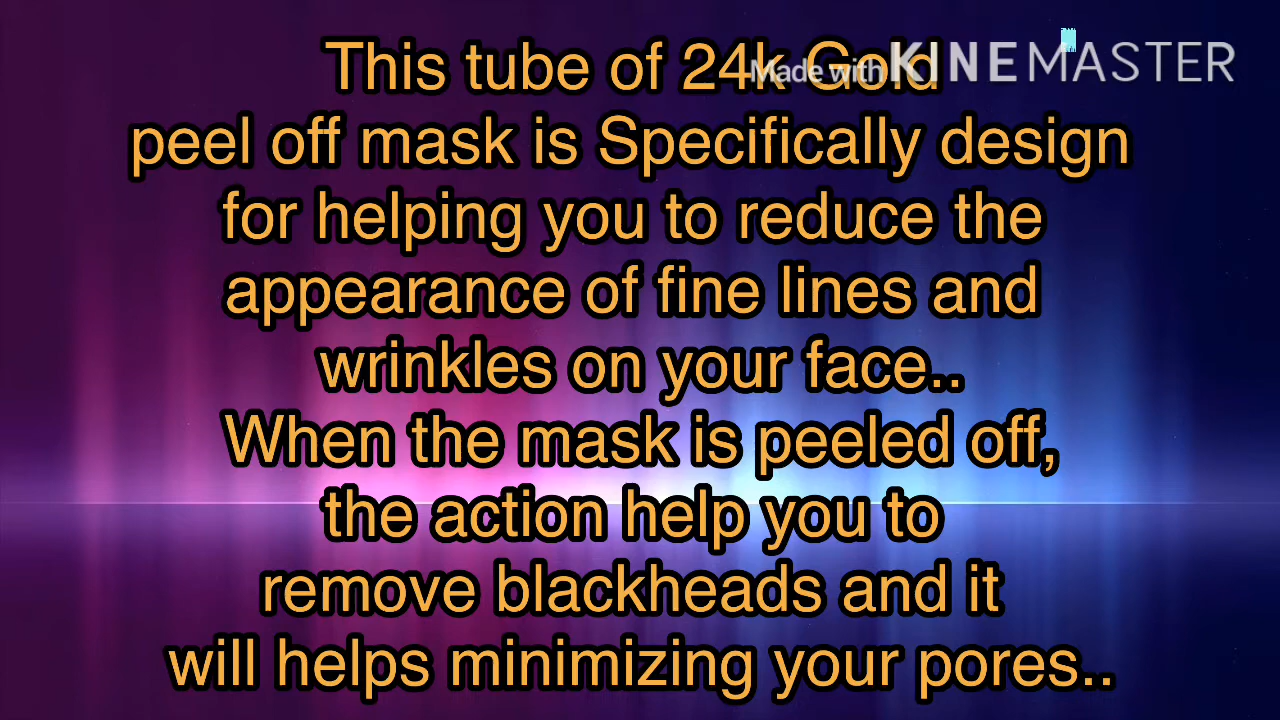 This tube of 24k Gold
Made with KINEMASTER
peel off mask is Specifically design
for helping you to reduce the
appearance of fine lines and
wrinkles on your face..
When the mask is peeled off,
the action help you to
remove blackheads and it
will helps minimizing your pores..